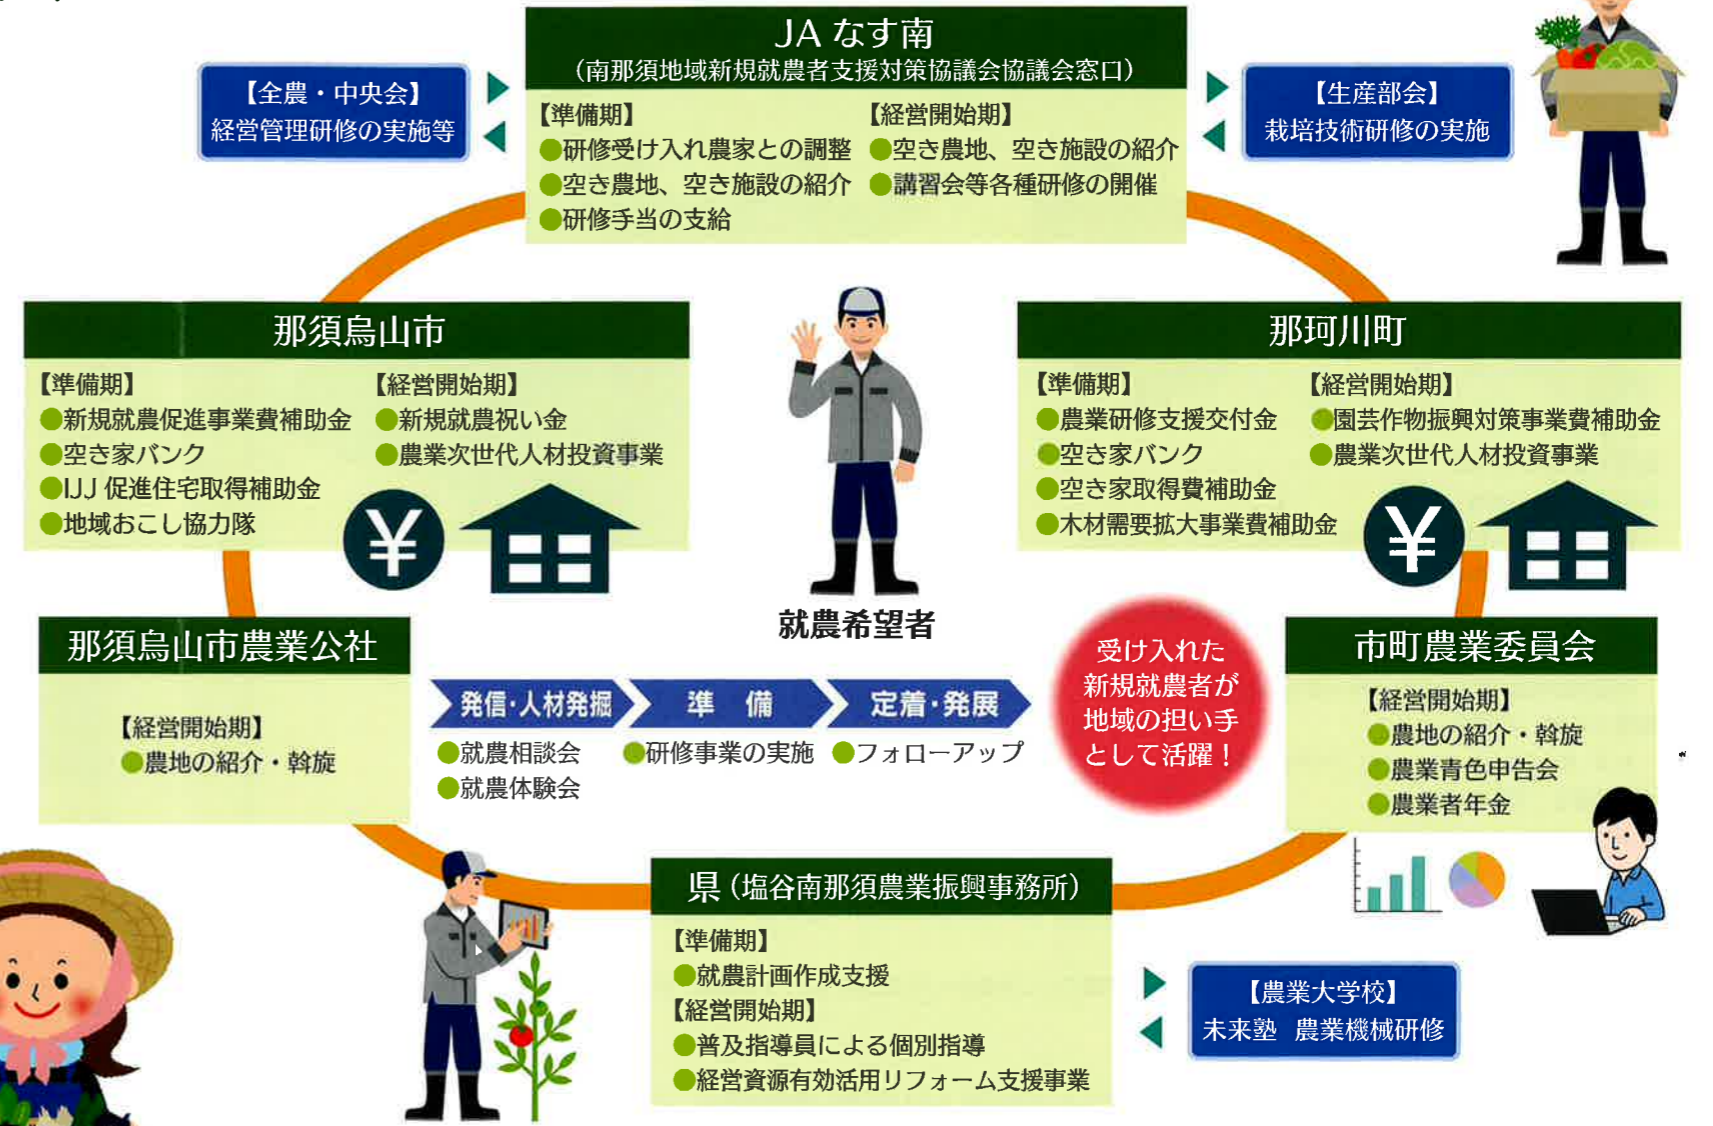 JA なす南
（南那須地域新規就農者支援対策協議会協議会窓口）
【準備期】
●研修受け入れ農家との調整
●空き農地、空き施設の紹介
●研修手当の支給
【経営開始期】
●空き農地、空き施設の紹介
●講習会等各種研修の開催
【全農・中央会】
経営管理研修の実施等
【生産部会】
栽培技術研修の実施
那須烏山市
【準備期】
●新規就農促進事業費補助金
●空き家バンク
●IJJ 促進住宅取得補助金
●地域おこし協力隊
【経営開始期】
●新規就農祝い金
●農業次世代人材投資事業
¥
那珂川町
【準備期】
●農業研修支援交付金
●空き家バンク
●空き家取得費補助金
●木材需要拡大事業費補助金
【経営開始期】
●園芸作物振興対策事業費補助金
●農業次世代人材投資事業
¥
就農希望者
那須烏山市農業公社
【経営開始期】
●農地の紹介・斡旋
発信・人材発掘
●就農相談会
●就農体験会
準 備
●研修事業の実施
定着・発展
●フォローアップ
受け入れた
新規就農者が
地域の担い手
として活躍！
市町農業委員会
【経営開始期】
●農地の紹介・斡旋
●農業青色申告会
●農業者年金
県（塩谷南那須農業振興事務所）
【準備期】
●就農計画作成支援
【経営開始期】
●普及指導員による個別指導
●経営資源有効活用リフォーム支援事業
【農業大学校】
未来塾 農業機械研修